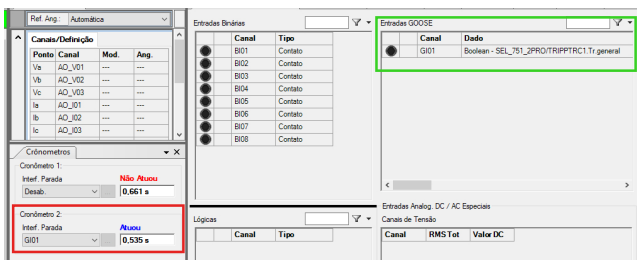 Ref. Ang.: Automática
Canais/Definição
Ponto Canal Mod. Ang.
Va AO_V01 --- ---
Vb AO_V02 --- ---
Vc AO_V03 --- ---
Ia AO_I01 --- ---
Ib AO_I02 --- ---
Ic AO_I03 --- ---
Crônometros
Cronômetro 1:
Interf. Parada Não Atuou
Desab. ... 0,661 s
Cronômetro 2:
Interf. Parada Atuou
GI01 ... 0,535 s
Entradas Binárias
Canal Tipo
BI01 Contato
BI02 Contato
BI03 Contato
BI04 Contato
BI05 Contato
BI06 Contato
BI07 Contato
BI08 Contato
Lógicas
Canal Tipo
Entradas GOOSE
Canal Dado
GI01 Boolean - SEL_751_2PRO/TRIPPTRC1.Tr.general
Entradas Analog. DC / AC Especiais
Canais de Tensão
Canal RMS Tot Valor DC